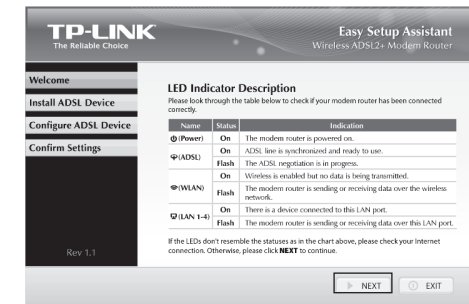 TP-LINK
The Reliable Choice
Easy Setup Assistant
Wireless ADSL2+ Modem Router
Welcome
Install ADSL Device
Configure ADSL Device
Confirm Settings
Rev 1.1
LED Indicator Description
Please look through the table below to check if your modem router has been connected
correctly.
Name Status Indication
(Power) On The modem router is powered on.
(ADSL) On ADSL line is synchronized and ready to use.
Flash The ADSL negotiation is in progress.
(WLAN) On Wireless is enabled but no data is being transmitted.
Flash The modem router is sending or receiving data over the wireless
network.
(LAN 1-4) On There is a device connected to this LAN port.
Flash The modem router is sending or receiving data over this LAN port.
If the LEDs don't resemble the statuses as in the chart above, please check your Internet
connection. Otherwise, please click NEXT to continue.
NEXT EXIT